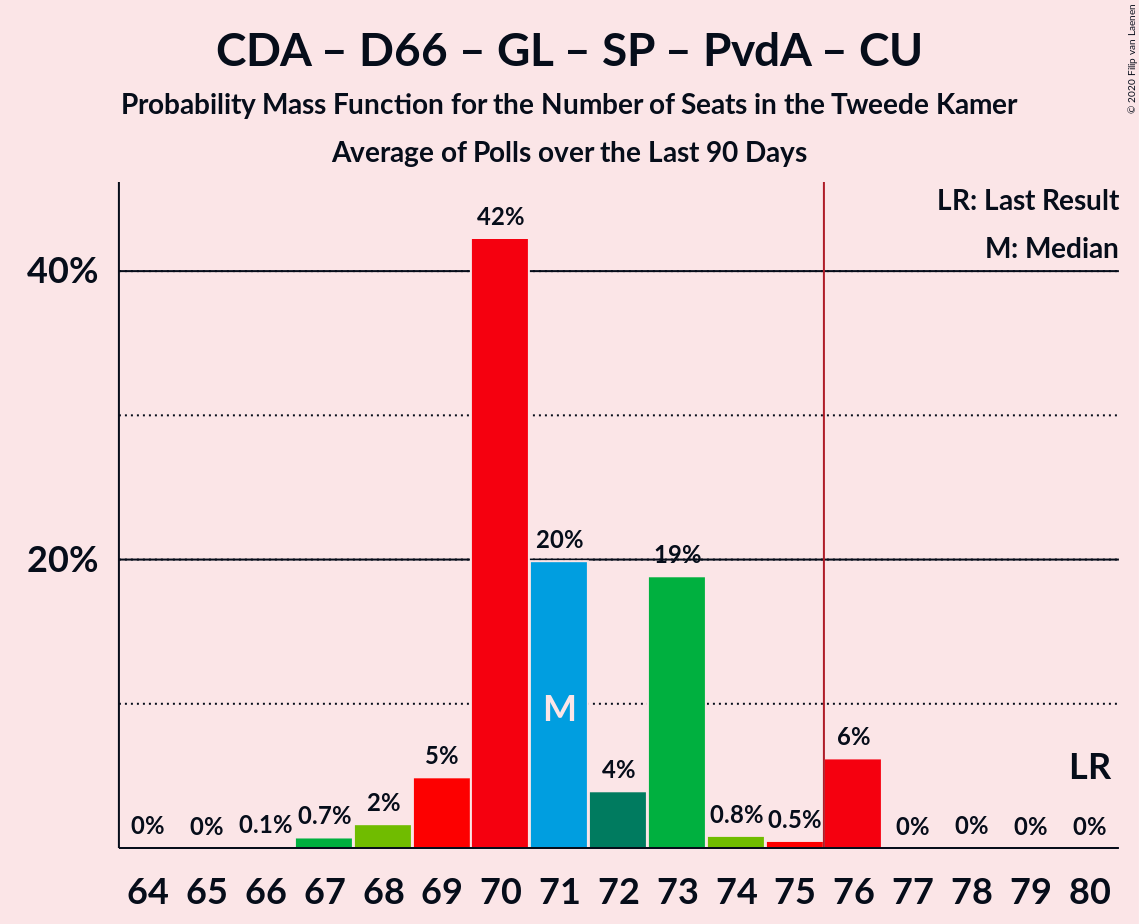 CDA – D66 – GL – SP – PvdA – CU
Probability Mass Function for the Number of Seats in the Tweede Kamer
Average of Polls over the Last 90 Days
© 2020 Filip van Laenen
LR: Last Result
M: Median
40%
20%
0% 0% 0.1% 0.7% 2% 5% 42% 20% 4% 19% 0.8% 0.5% 6% 0% 0% 0% 0%
M
LR
64 65 66 67 68 69 70 71 72 73 74 75 76 77 78 79 80